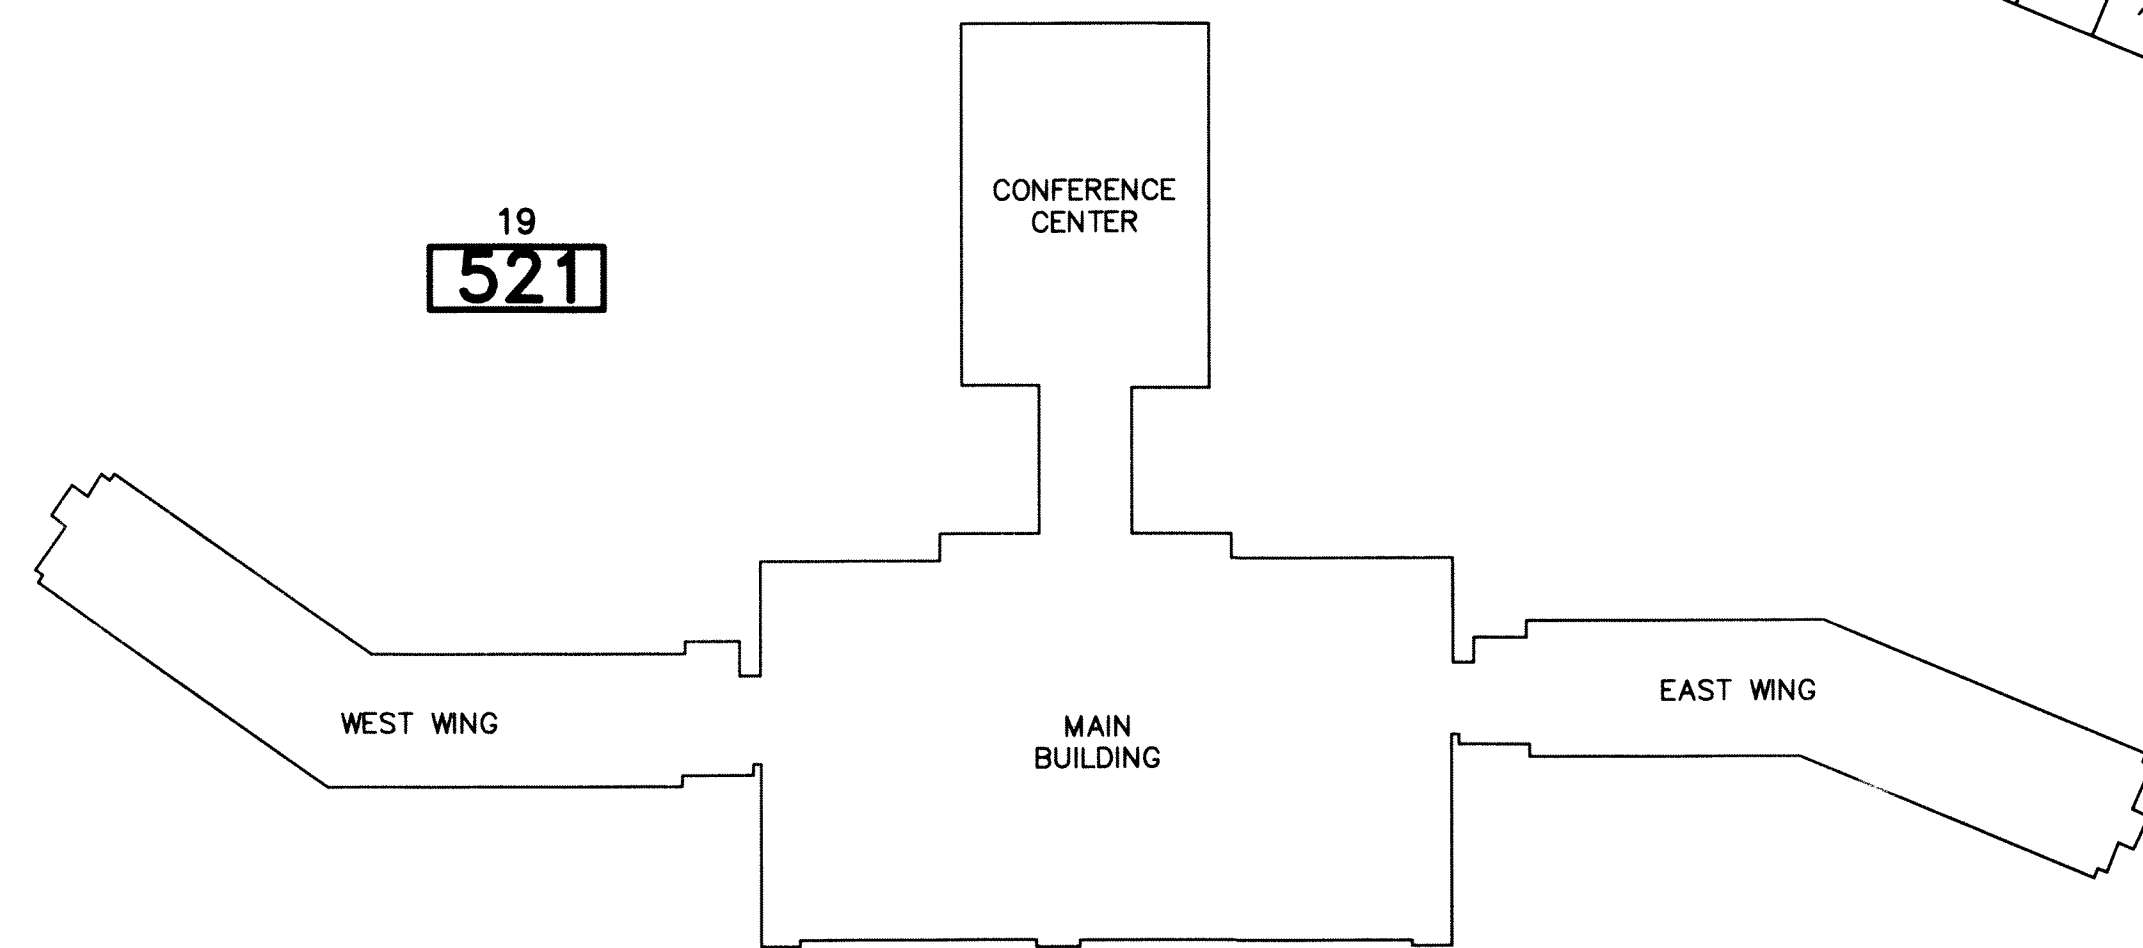 CONFERENCE
CENTER
19
521
EAST WING
WEST WING
MAIN
BUILDING